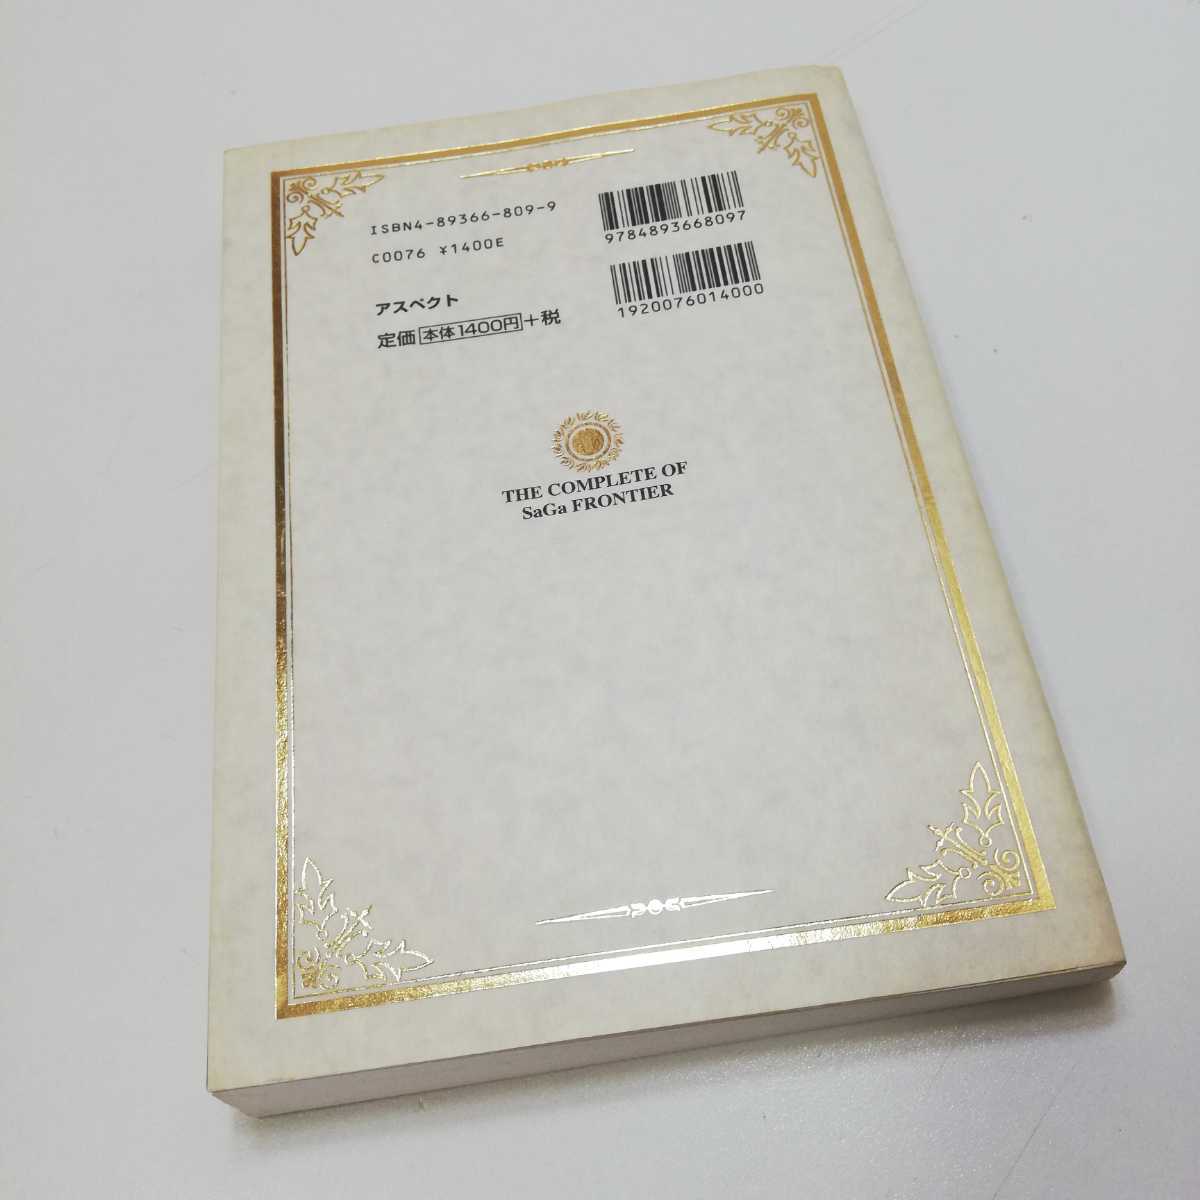 ISBN4-89366-809-9
C0076 ¥1400E
アスペクト
定価 本体1400円+税
9784893668097
1920076014000
THE COMPLETE OF
SaGa FRONTIER